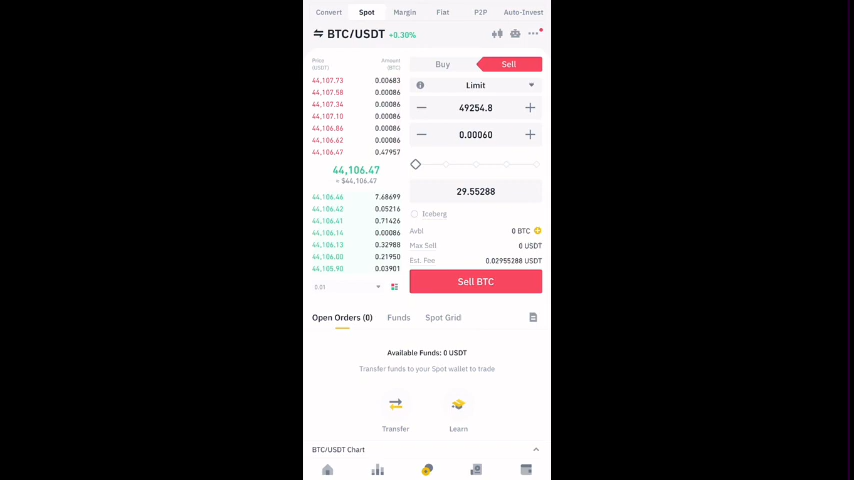 Convert Spot Margin Fiat P2P Auto-Invest
BTC/USDT +0.30%
Price (USDT) Amount (BTC)
44,107.73 0.00683
44,107.58 0.00086
44,107.34 0.00086
44,107.10 0.00086
44,106.86 0.00086
44,106.62 0.00086
44,106.47 0.47957
44,106.47
≈ $44,106.47
44,106.46 7.68699
44,106.42 0.05216
44,106.41 0.71426
44,106.14 0.00086
44,106.13 0.32988
44,106.00 0.21950
44,105.90 0.03901
0.01
Buy Sell
Limit
— 49254.8 +
— 0.00060 +
29.55288
Iceberg
Avbl 0 BTC
Max Sell 0 USDT
Est. Fee 0.02955288 USDT
Sell BTC
Open Orders (0) Funds Spot Grid
Available Funds: 0 USDT
Transfer funds to your Spot wallet to trade
Transfer Learn
BTC/USDT Chart